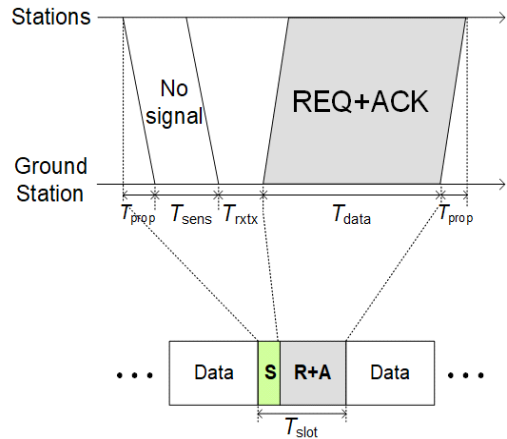 Stations
No
signal
REQ+ACK
Ground
Station
Tprop
Tsens
Trxtx
Tdata
Tprop
••• Data S R+A Data •••
Tslot